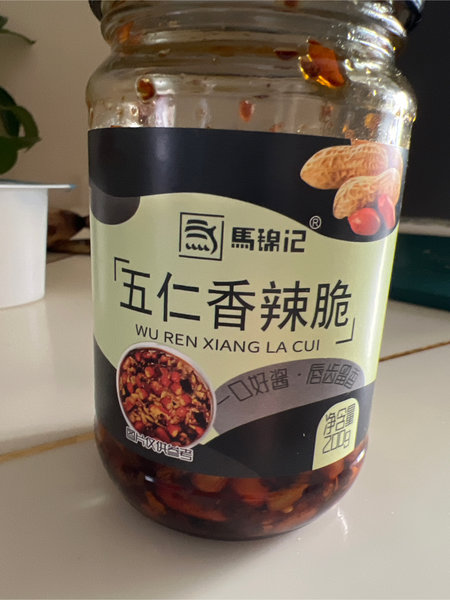 馬锦记®
「五仁香辣脆」
WU REN XIANG LA CUI
一口好酱·唇齿留香
净含量
200g
图片仅供参考